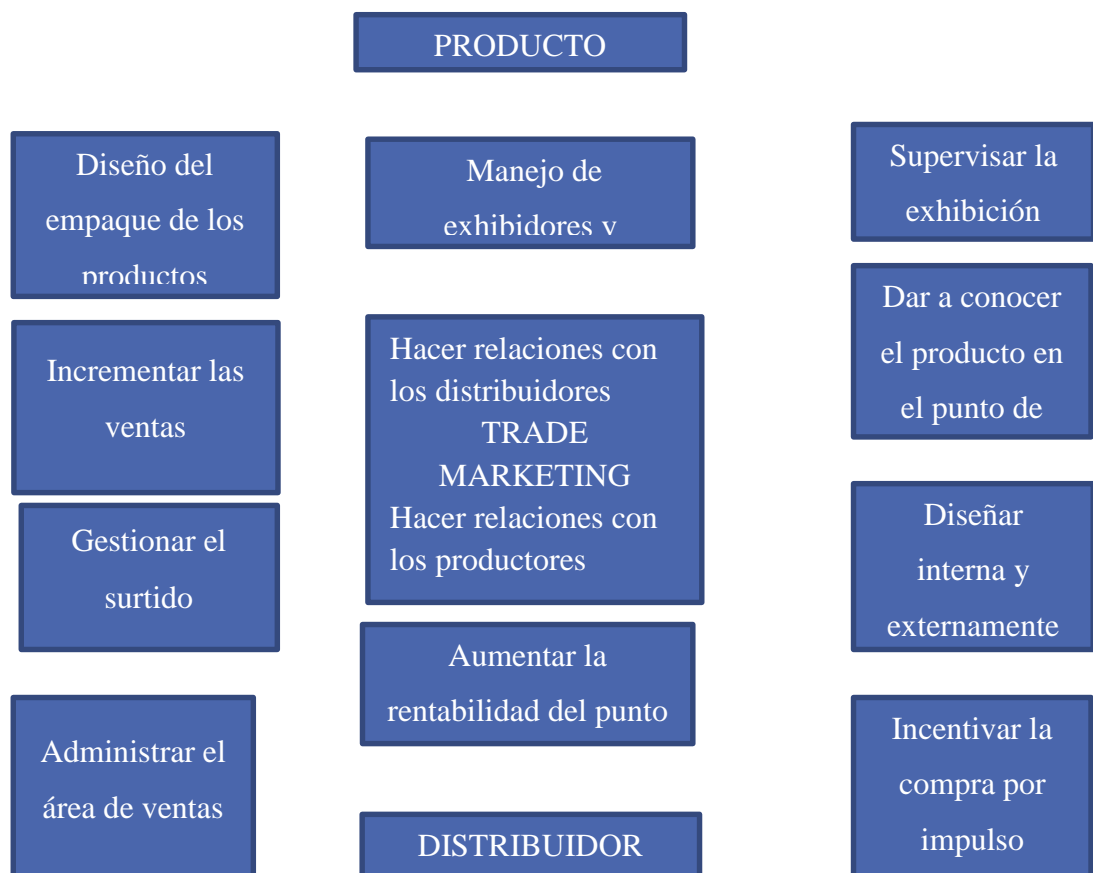 PRODUCTO
Diseño del
empaque de los
productos
Manejo de
exhibidores y
Supervisar la
exhibición
Incrementar las
ventas
Hacer relaciones con
los distribuidores
TRADE
MARKETING
Hacer relaciones con
los productores
Dar a conocer
el producto en
el punto de
Gestionar el
surtido
Diseñar
interna y
externamente
Aumentar la
rentabilidad del punto
Administrar el
área de ventas
Incentivar la
compra por
impulso
DISTRIBUIDOR